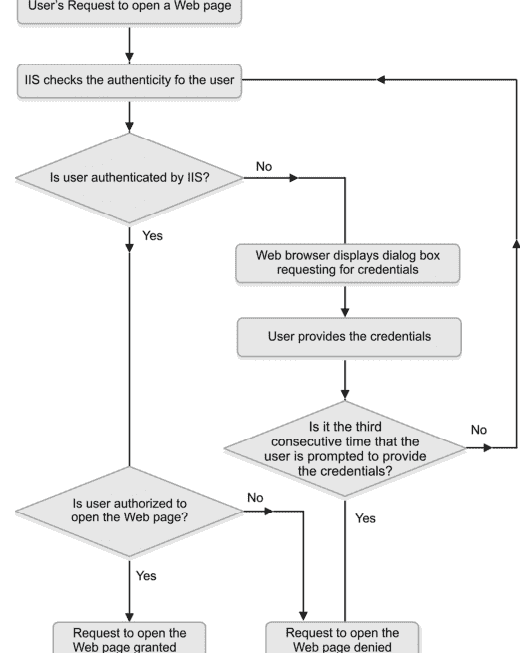 User's Request to open a Web page
IIS checks the authenticity fo the user
Is user authenticated by IIS?
No
Yes
Web browser displays dialog box
requesting for credentials
User provides the credentials
Is it the third
consecutive time that the
user is prompted to provide
the credentials?
No
Yes
Is user authorized to
open the Web page?
No
Yes
Request to open the
Web page granted
Request to open the
Web page denied